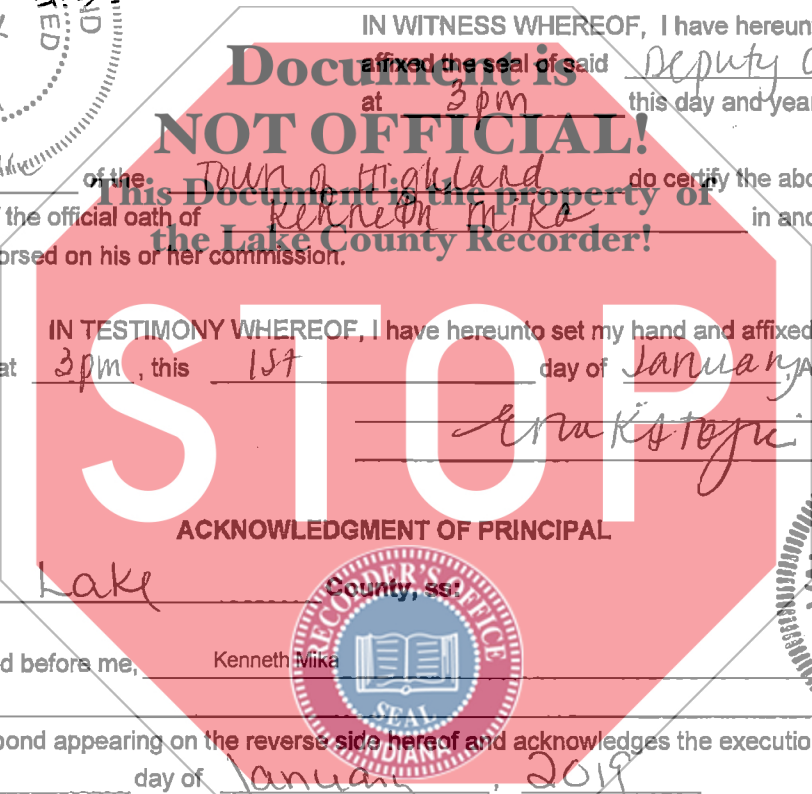 IN WITNESS WHEREOF, I have hereun
affixed the seal of said Deputy C
at 3pm this day and year
Document is
NOT OFFICIAL!
This Document is the property of
the Lake County Recorder!
of the Town of Highland do certify the abo
the official oath of Kenneth Mika in and
orsed on his or her commission.
IN TESTIMONY WHEREOF, I have hereunto set my hand and affixed
at 3pm, this 1st day of January, A
STOP
ACKNOWLEDGMENT OF PRINCIPAL
Lake County, ss:
RECORDER'S OFFICE
SEAL
INDIANA
d before me, Kenneth Mika
bond appearing on the reverse side hereof and acknowledges the executio
day of January, 2019